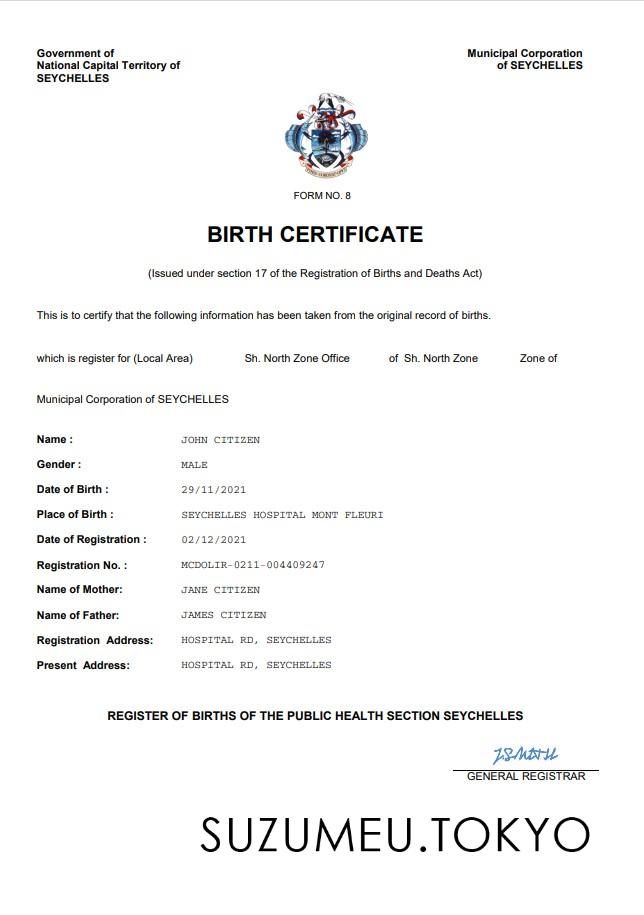 Government of
National Capital Territory of
SEYCHELLES
Municipal Corporation
of SEYCHELLES
FORM NO. 8
BIRTH CERTIFICATE
(Issued under section 17 of the Registration of Births and Deaths Act)
This is to certify that the following information has been taken from the original record of births.
which is register for (Local Area) Sh. North Zone Office of Sh. North Zone Zone of
Municipal Corporation of SEYCHELLES
Name : JOHN CITIZEN
Gender : MALE
Date of Birth : 29/11/2021
Place of Birth : SEYCHELLES HOSPITAL MONT FLEURI
Date of Registration : 02/12/2021
Registration No. : MCDOLIR-0211-004409247
Name of Mother: JANE CITIZEN
Name of Father: JAMES CITIZEN
Registration Address: HOSPITAL RD, SEYCHELLES
Present Address: HOSPITAL RD, SEYCHELLES
REGISTER OF BIRTHS OF THE PUBLIC HEALTH SECTION SEYCHELLES
GENERAL REGISTRAR
SUZUMEU.TOKYO